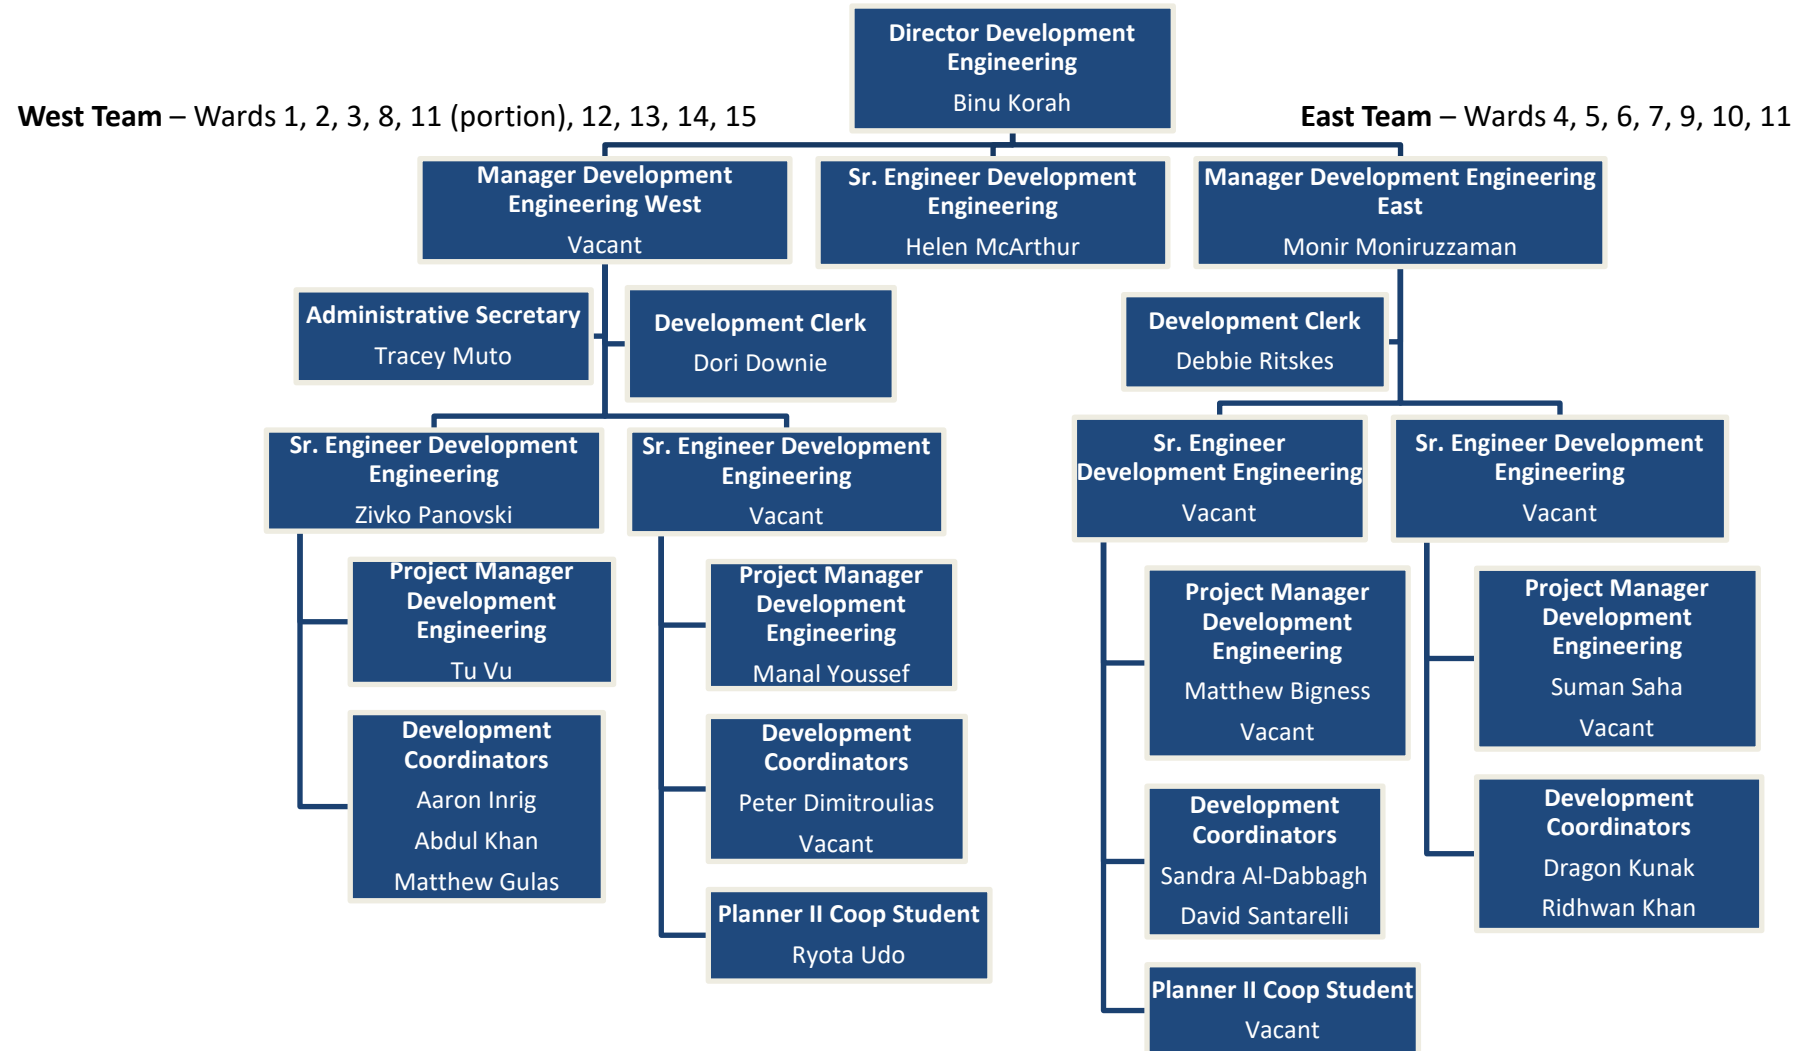 Director Development
Engineering
Binu Korah
West Team – Wards 1, 2, 3, 8, 11 (portion), 12, 13, 14, 15
East Team – Wards 4, 5, 6, 7, 9, 10, 11
Manager Development
Engineering West
Vacant
Sr. Engineer Development
Engineering
Helen McArthur
Manager Development Engineering
East
Monir Moniruzzaman
Administrative Secretary
Tracey Muto
Development Clerk
Dori Downie
Development Clerk
Debbie Ritskes
Sr. Engineer Development
Engineering
Zivko Panovski
Sr. Engineer Development
Engineering
Vacant
Sr. Engineer
Development Engineering
Vacant
Sr. Engineer Development
Engineering
Vacant
Project Manager
Development
Engineering
Tu Vu
Development
Coordinators
Aaron Inrig
Abdul Khan
Matthew Gulas
Project Manager
Development
Engineering
Manal Youssef
Development
Coordinators
Peter Dimitroulias
Vacant
Planner II Coop Student
Ryota Udo
Project Manager
Development
Engineering
Matthew Bigness
Vacant
Development
Coordinators
Sandra Al-Dabbagh
David Santarelli
Planner II Coop Student
Vacant
Project Manager
Development
Engineering
Suman Saha
Vacant
Development
Coordinators
Dragon Kunak
Ridhwan Khan